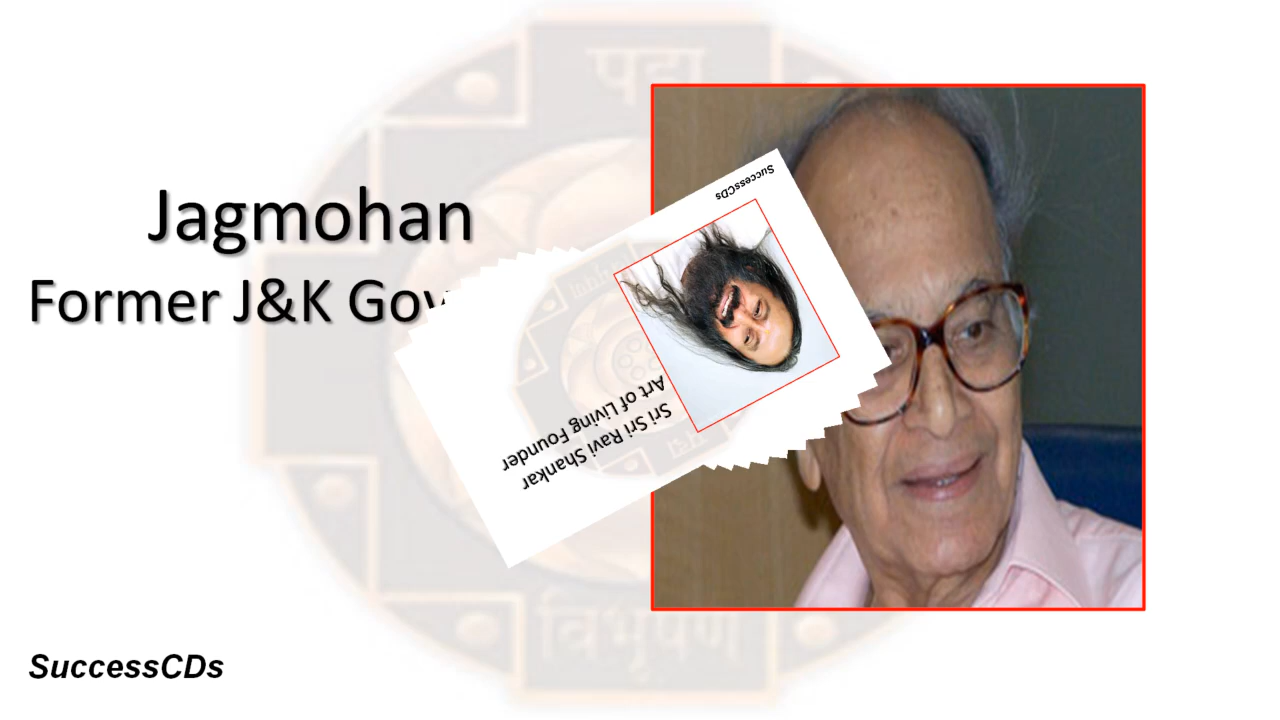 पद्म
Jagmohan
Former J&K Gov
SuccessCDs
Sri Sri Ravi Shankar
Art of Living Founder
विभूषण
SuccessCDs